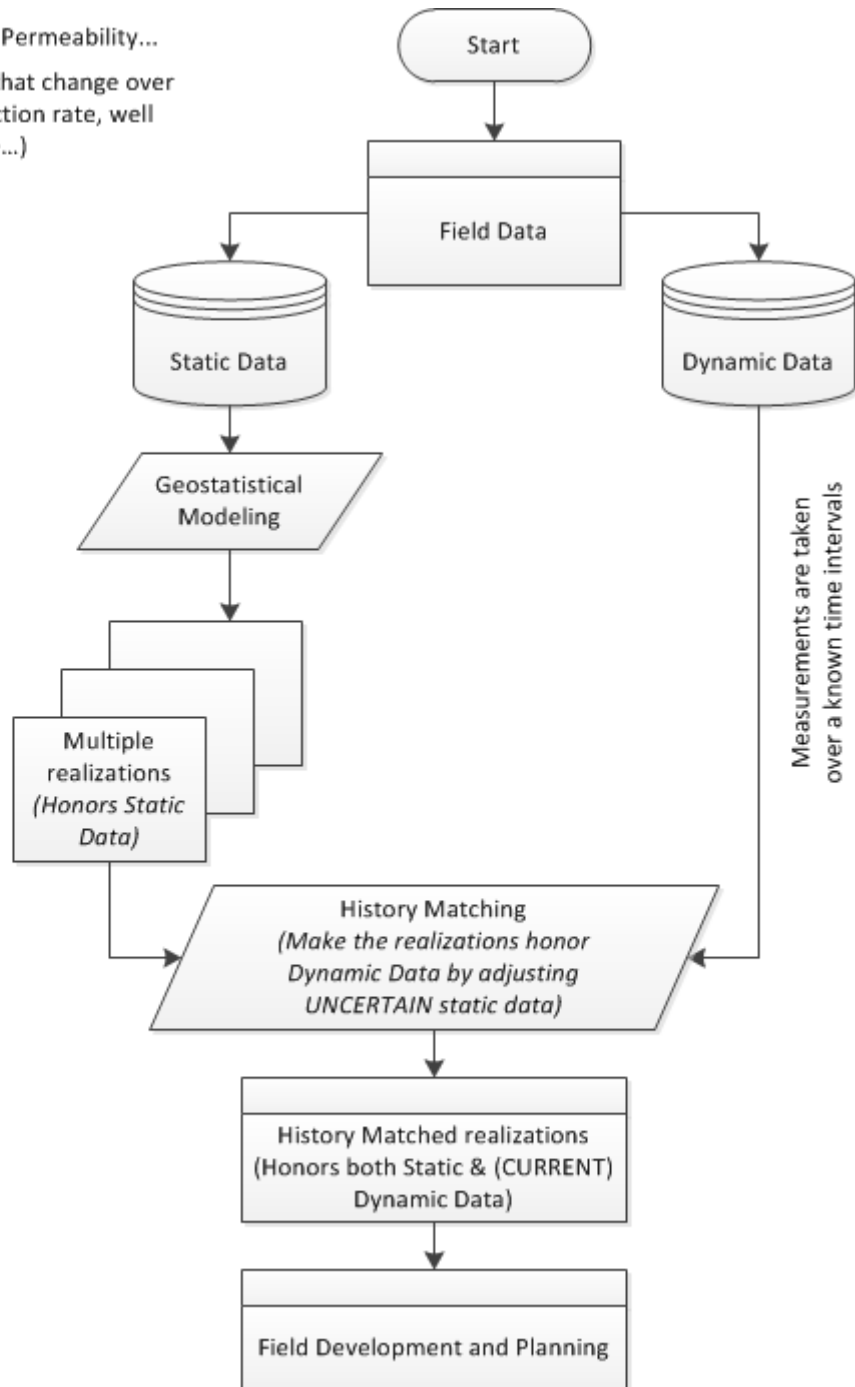 Permeability...
hat change over
ction rate, well
...)
Start
Field Data
Static Data
Dynamic Data
Geostatistical
Modeling
Measurements are taken
over a known time intervals
Multiple
realizations
(Honors Static
Data)
History Matching
(Make the realizations honor
Dynamic Data by adjusting
UNCERTAIN static data)
History Matched realizations
(Honors both Static & (CURRENT)
Dynamic Data)
Field Development and Planning